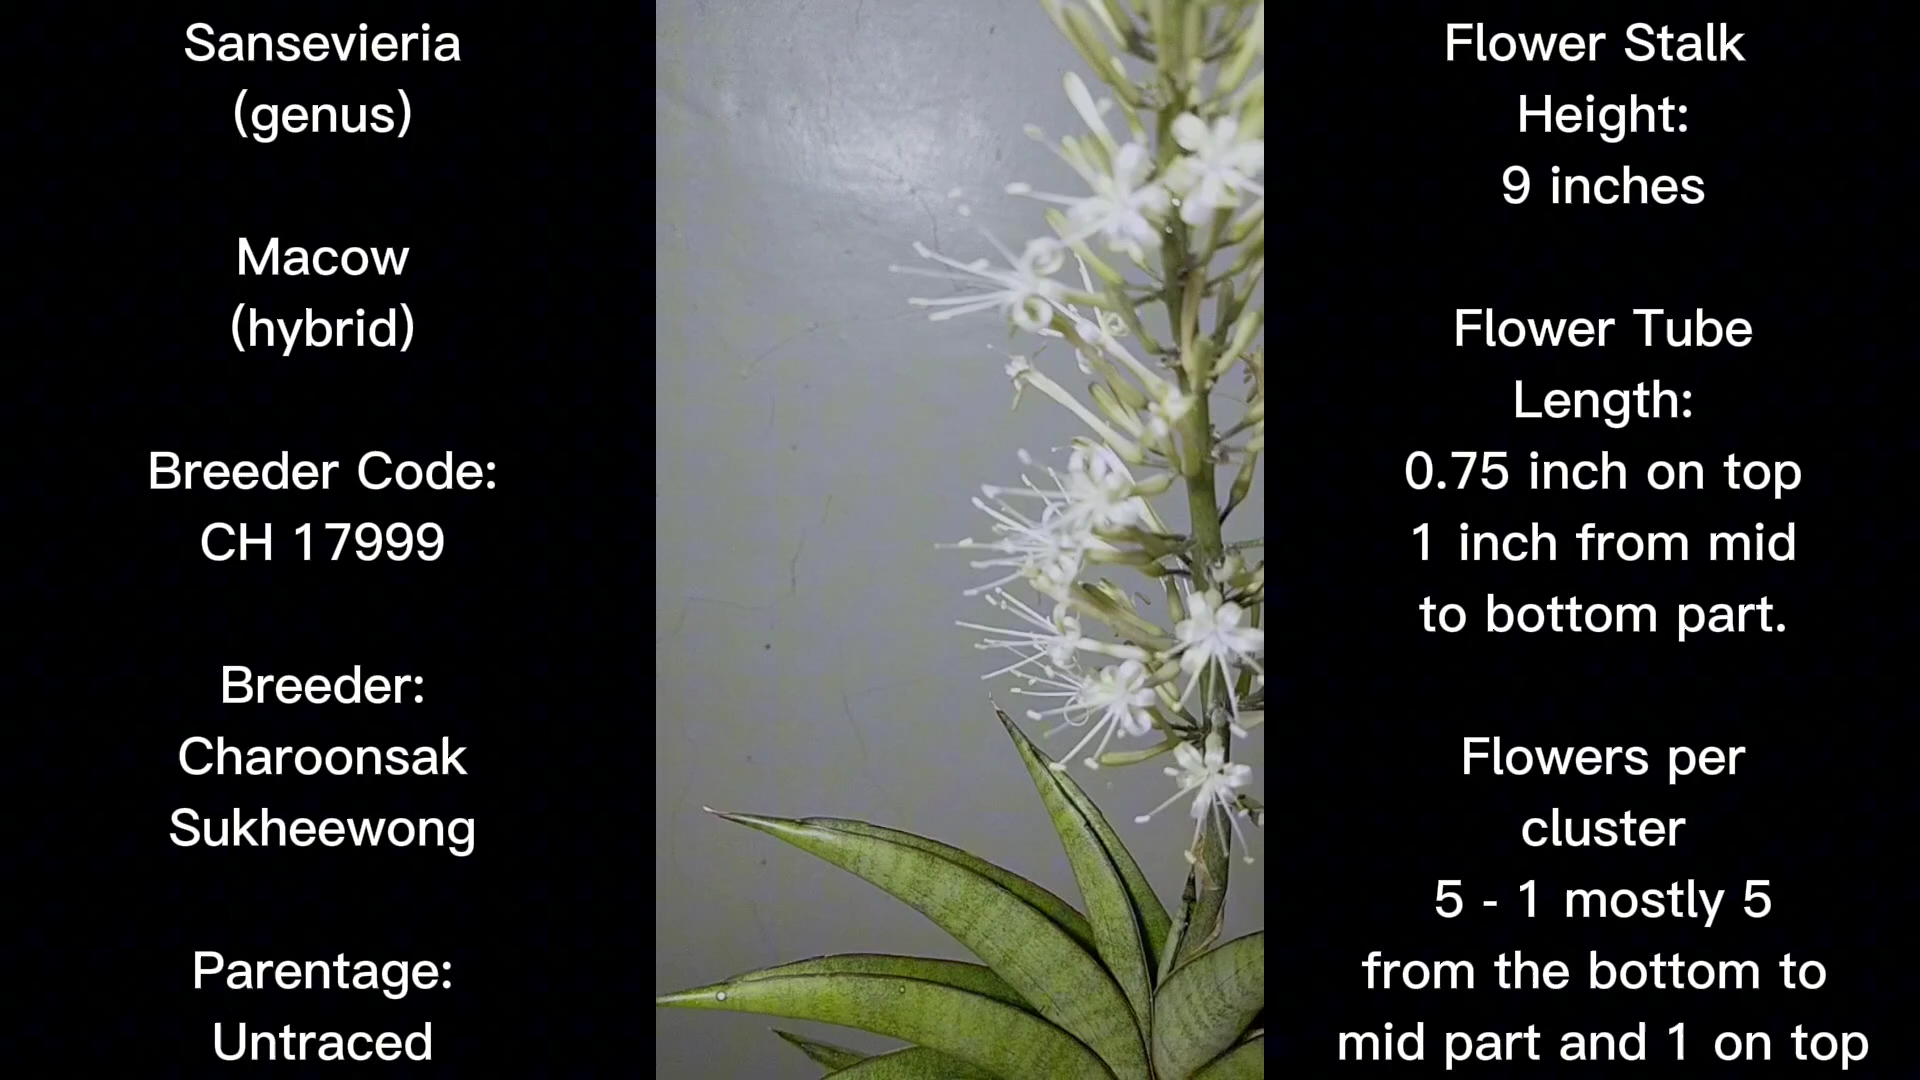 Sansevieria
(genus)
Macow
(hybrid)
Breeder Code:
CH 17999
Breeder:
Charoonsak
Sukheewong
Parentage:
Untraced
Flower Stalk
Height:
9 inches
Flower Tube
Length:
0.75 inch on top
1 inch from mid
to bottom part.
Flowers per
cluster
5 - 1 mostly 5
from the bottom to
mid part and 1 on top